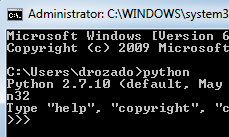 Administrator: C:\WINDOWS\system3
Microsoft Windows [Version 6
Copyright (c) 2009 Microsof
C:\Users\drozado>python
Python 2.7.10 (default, May
n32
Type "help", "copyright", "c
>>>